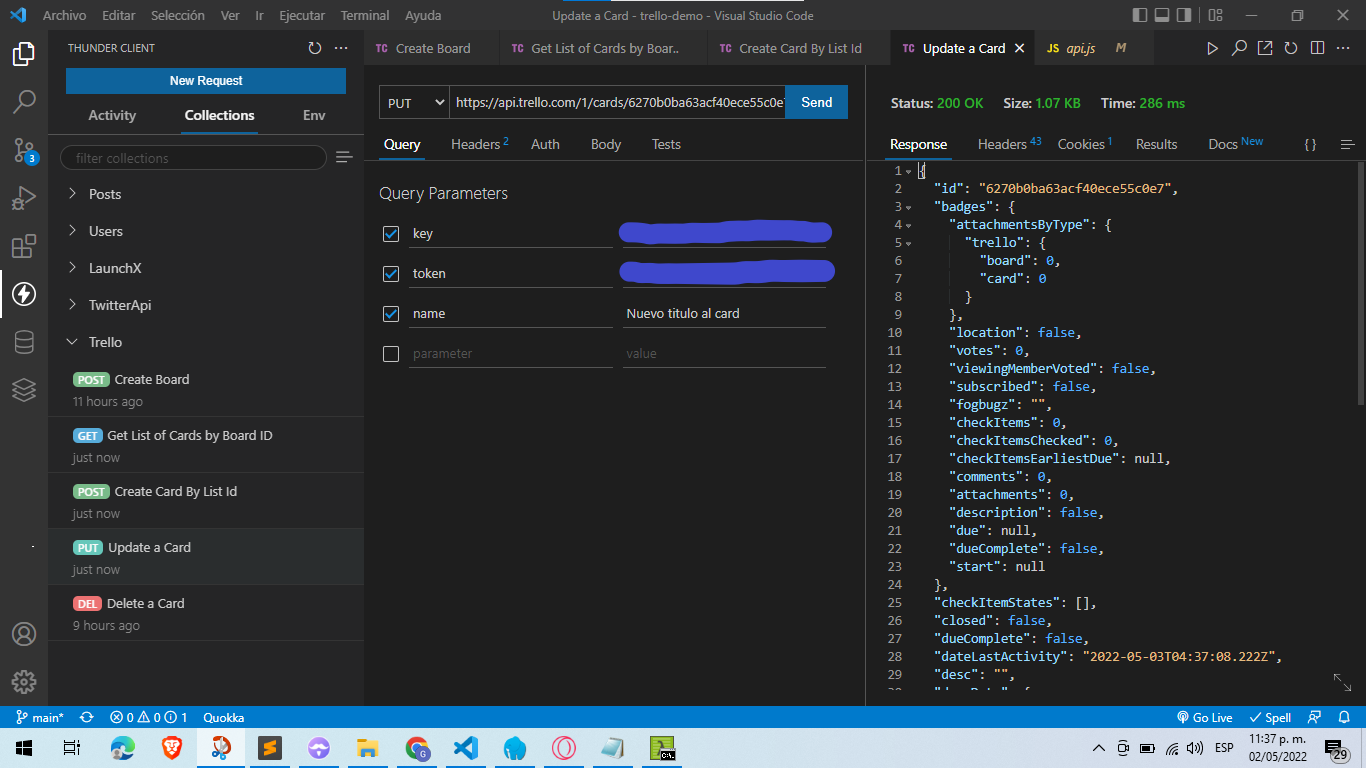 Archivo Editar Selección Ver Ir Ejecutar Terminal Ayuda Update a Card - trello-demo - Visual Studio Code
THUNDER CLIENT
New Request
Activity Collections Env
filter collections
Posts
Users
LaunchX
TwitterApi
Trello
POST Create Board
11 hours ago
GET Get List of Cards by Board ID
just now
POST Create Card By List Id
just now
PUT Update a Card
just now
DEL Delete a Card
9 hours ago
3
TC Create Board TC Get List of Cards by Boar.. TC Create Card By List Id TC Update a Card JS api.js M
PUT https://api.trello.com/1/cards/6270b0ba63acf40ece55c0e7 Send
Query Headers 2 Auth Body Tests
Query Parameters
key
token
name Nuevo titulo al card
parameter value
Status: 200 OK Size: 1.07 KB Time: 286 ms
Response Headers 43 Cookies 1 Results Docs New { }
1 {
2 "id": "6270b0ba63acf40ece55c0e7",
3 "badges": {
4 "attachmentsByType": {
5 "trello": {
6 "board": 0,
7 "card": 0
8 }
9 },
10 "location": false,
11 "votes": 0,
12 "viewingMemberVoted": false,
13 "subscribed": false,
14 "fogbugz": "",
15 "checkItems": 0,
16 "checkItemsChecked": 0,
17 "checkItemsEarliestDue": null,
18 "comments": 0,
19 "attachments": 0,
20 "description": false,
21 "due": null,
22 "dueComplete": false,
23 "start": null
24 },
25 "checkItemStates": [],
26 "closed": false,
27 "dueComplete": false,
28 "dateLastActivity": "2022-05-03T04:37:08.222Z",
29 "desc": "",
main* 0 0 1 Quokka Go Live Spell
ESP 11:37 p. m.
02/05/2022 29